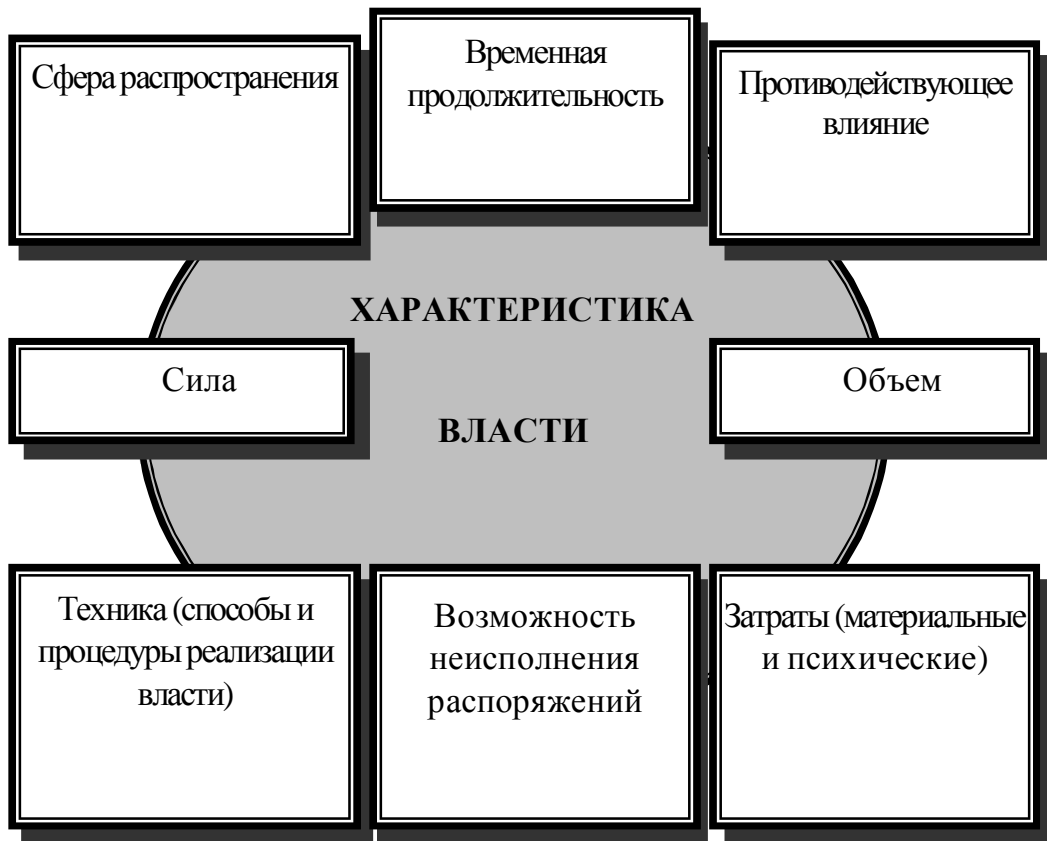 Сфера распространения
Временная
продолжительность
Противодействующее
влияние
ХАРАКТЕРИСТИКА
Сила
Объем
ВЛАСТИ
Техника (способы и
процедуры реализации
власти)
Возможность
неисполнения
распоряжений
Затраты (материальные
и психические)